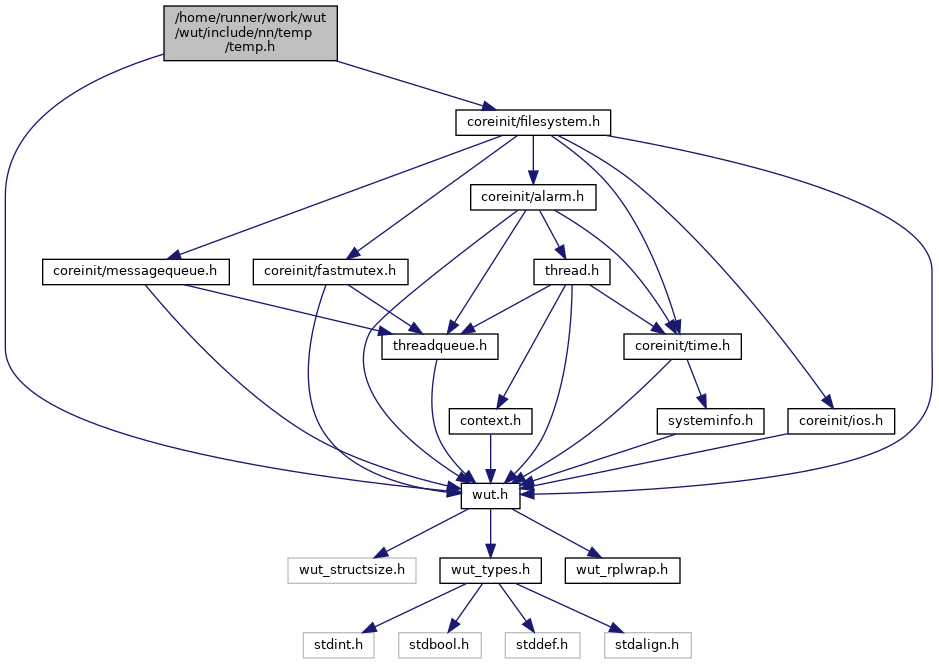 /home/runner/work/wut
/wut/include/nn/temp
/temp.h
coreinit/filesystem.h
coreinit/alarm.h
coreinit/messagequeue.h
coreinit/fastmutex.h
thread.h
threadqueue.h
coreinit/time.h
context.h
systeminfo.h
coreinit/ios.h
wut.h
wut_structsize.h
wut_types.h
wut_rplwrap.h
stdint.h
stdbool.h
stddef.h
stdalign.h